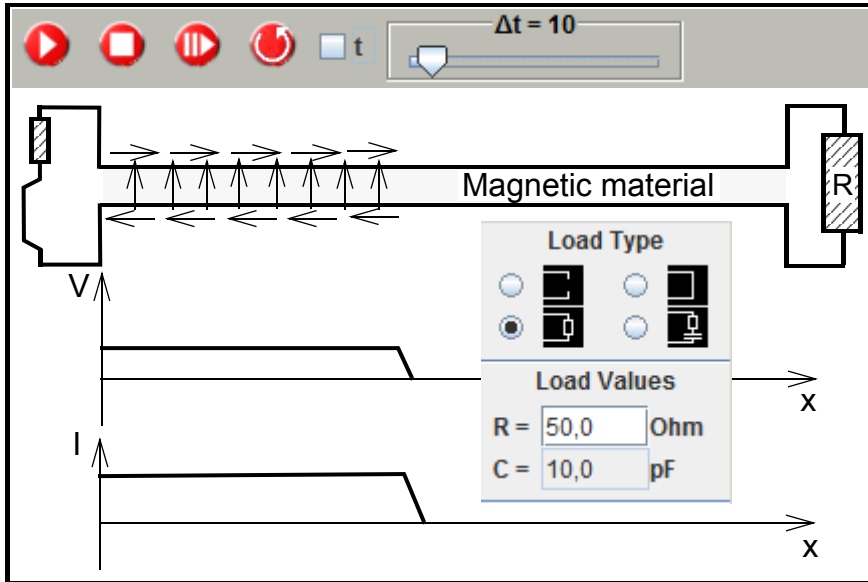 t
Δt = 10
Magnetic material
R
Load Type
V
x
Load Values
R = 50,0 Ohm
C = 10,0 pF
I
x